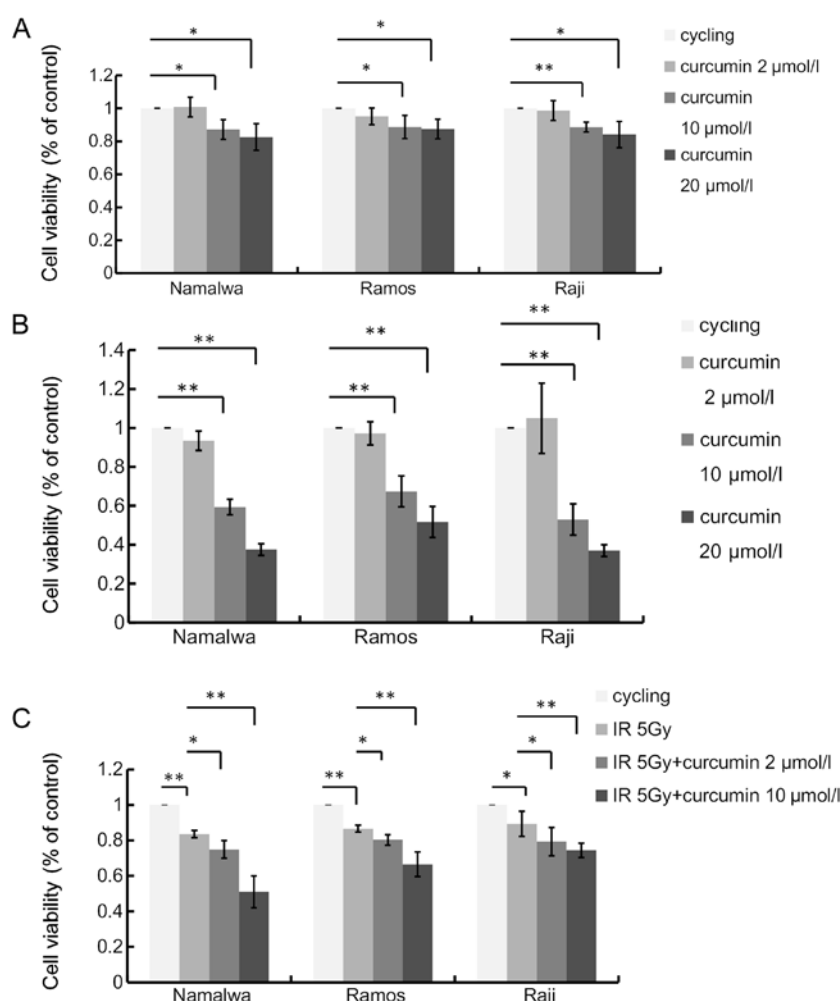 A
cycling
curcumin 2 µmol/l
curcumin
10 µmol/l
curcumin
20 µmol/l
* * *
* * **
Cell viability (% of control)
1.2
1
0.8
0.6
0.4
0.2
0
Namalwa Ramos Raji
B
cycling
curcumin
2 µmol/l
curcumin
10 µmol/l
curcumin
20 µmol/l
** ** **
** ** **
Cell viability (% of control)
1.4
1.2
1
0.8
0.6
0.4
0.2
0
Namalwa Ramos Raji
C
cycling
IR 5Gy
IR 5Gy+curcumin 2 µmol/l
IR 5Gy+curcumin 10 µmol/l
** ** **
* * *
** ** *
Cell viability (% of control)
1.2
1
0.8
0.6
0.4
0.2
0
Namalwa Ramos Raji